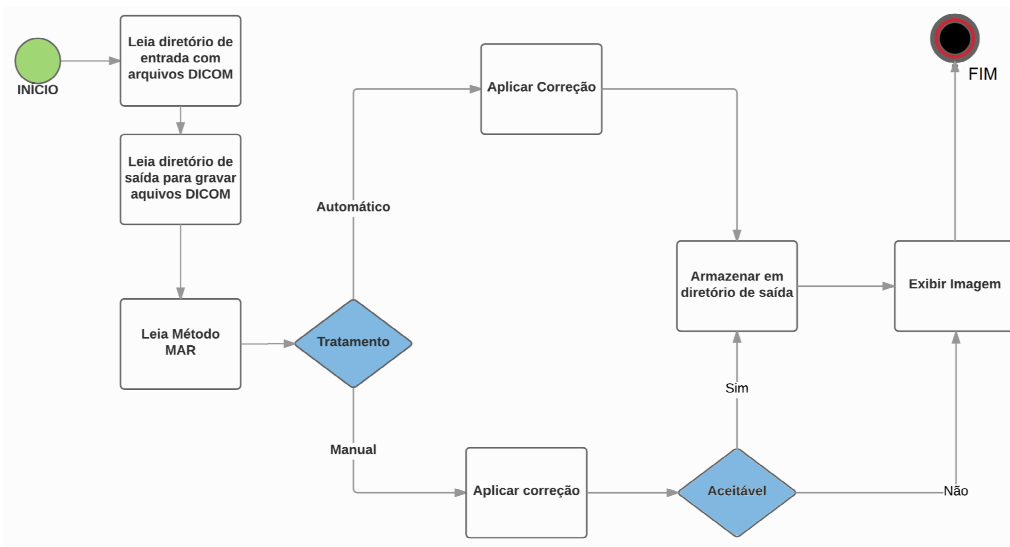 INÍCIO
Leia diretório de
entrada com
arquivos DICOM
Leia diretório de
saída para gravar
aquivos DICOM
Leia Método
MAR
Tratamento
Automático
Aplicar Correção
Manual
Aplicar correção
Aceitável
Sim
Não
Armazenar em
diretório de saída
Exibir Imagem
FIM